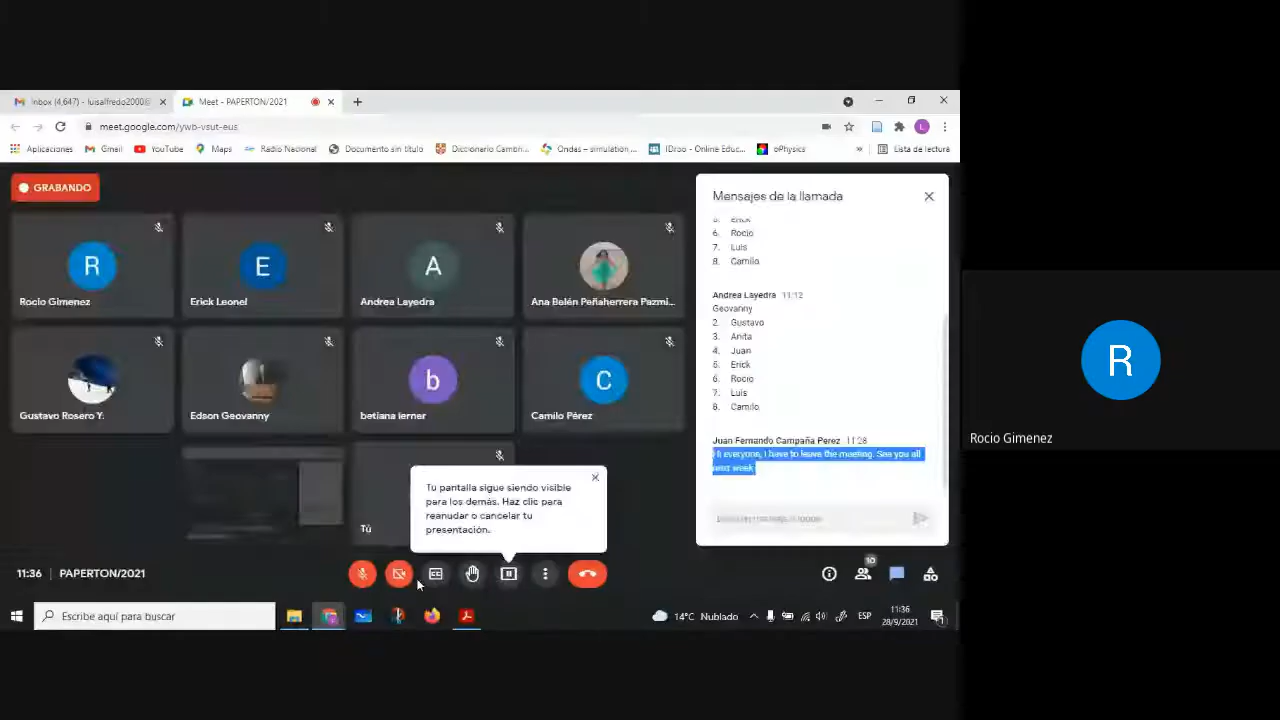 Inbox (4,647) - luisalfredo2000@
Meet - PAPERTON/2021
meet.google.com/ywb-vsut-eus
L
Aplicaciones
Gmail
YouTube
Maps
Radio Nacional
Documento sin título
Diccionario Cambri...
Ondas – simulation ...
IDroo - Online Educ...
oPhysics
»
Lista de lectura
GRABANDO
R
Rocio Gimenez
E
Erick Leonel
A
Andrea Layedra
Ana Belén Peñaherrera Pazmi...
Gustavo Rosero Y.
Edson Geovanny
b
betiana lerner
C
Camilo Pérez
Tú
Tu pantalla sigue siendo visible
para los demás. Haz clic para
reanudar o cancelar tu
presentación.
Mensajes de la llamada
5. Erick
6. Rocio
7. Luis
8. Camilo
Andrea Layedra 11:12
Geovanny
2. Gustavo
3. Anita
4. Juan
5. Erick
6. Rocio
7. Luis
8. Camilo
Juan Fernando Campaña Perez 11:28
Hi everyone, I have to leave the meeting. See you all
next week
11:36 PAPERTON/2021
10
Escribe aquí para buscar
14°C Nublado
ESP
11:36
28/9/2021
1
R
Rocio Gimenez